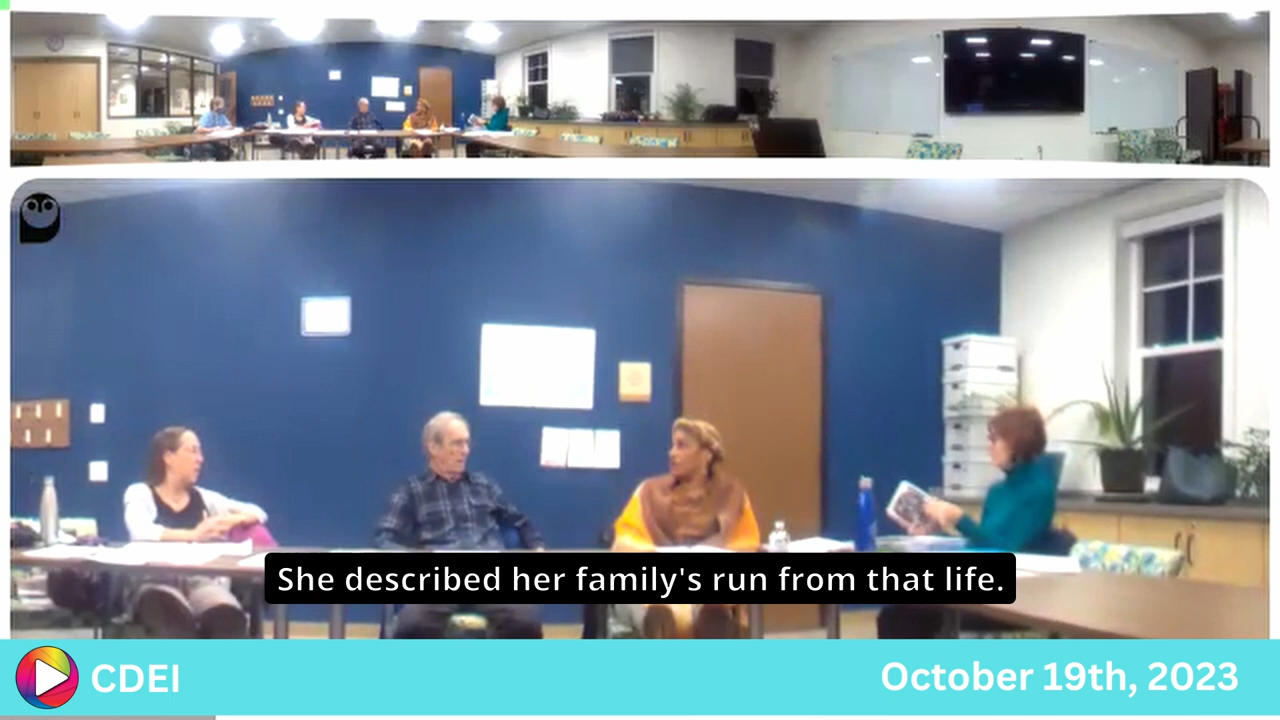 She described her family's run from that life.
CDEI
October 19th, 2023